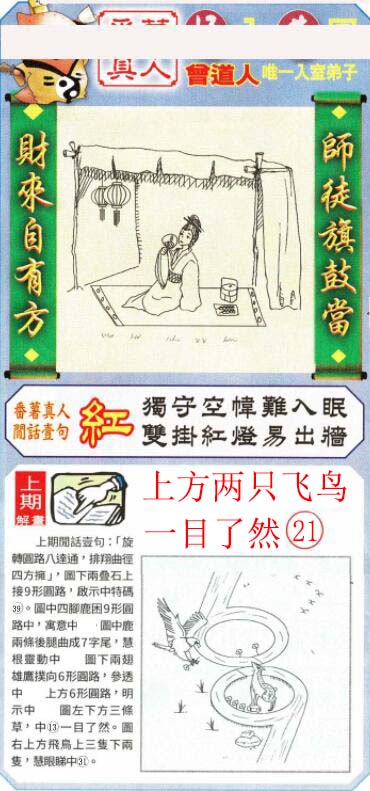 真人
曾道人
唯一入室弟子
財來自有方
師徒旗鼓當
番薯真人
閒話壹句
紅
獨守空幃難入眠
雙掛紅燈易出牆
上期
解畫
上方两只飞鸟
一目了然㉑
上期閒話壹句：「旋
轉圓路八達通，排翔曲徑
四方擁」，圖下兩疊石上
接9形圓路，啟示中特碼
㊴。圖中四腳鹿困9形圓
路中，寓意中 圖中鹿
兩條後腿曲成7字尾，慧
根靈動中 圖下兩翅
雄鷹撲向6形圓路，參透
中 上方6形圓路，明
示中 圖左下方三條
草，中⑬一目了然。圖
右上方飛鳥上三隻下兩
隻，慧眼睇中㉛。